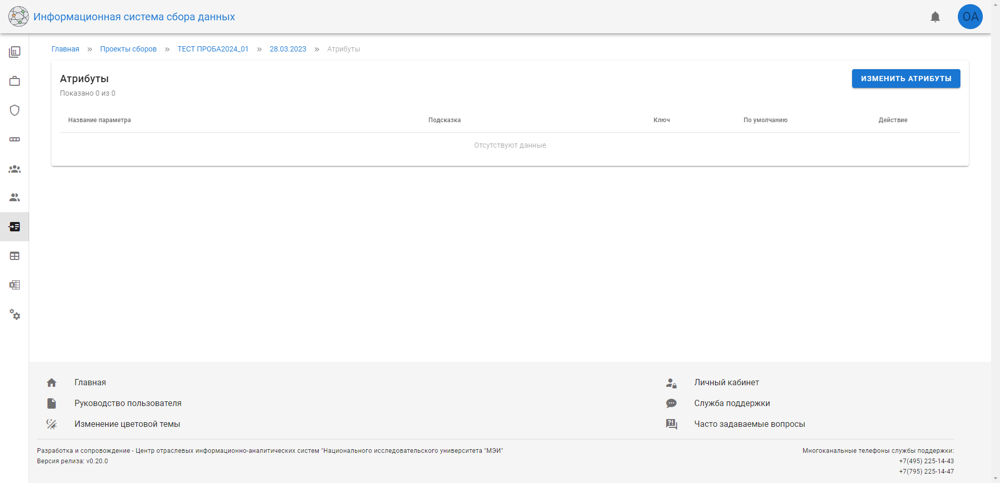 Информационная система сбора данных
ОА
Главная » Проекты сборов » ТЕСТ ПРОБА2024_01 » 28.03.2023 » Атрибуты
Атрибуты
ИЗМЕНИТЬ АТРИБУТЫ
Показано 0 из 0
Название параметра Подсказка Ключ По умолчанию Действие
Отсутствуют данные
Главная
Руководство пользователя
Изменение цветовой темы
Личный кабинет
Служба поддержки
Часто задаваемые вопросы
Разработка и сопровождение - Центр отраслевых информационно-аналитических систем "Национального исследовательского университета "МЭИ"
Версия релиза: v0.20.0
Многоканальные телефоны службы поддержки:
+7(495) 225-14-43
+7(795) 225-14-47